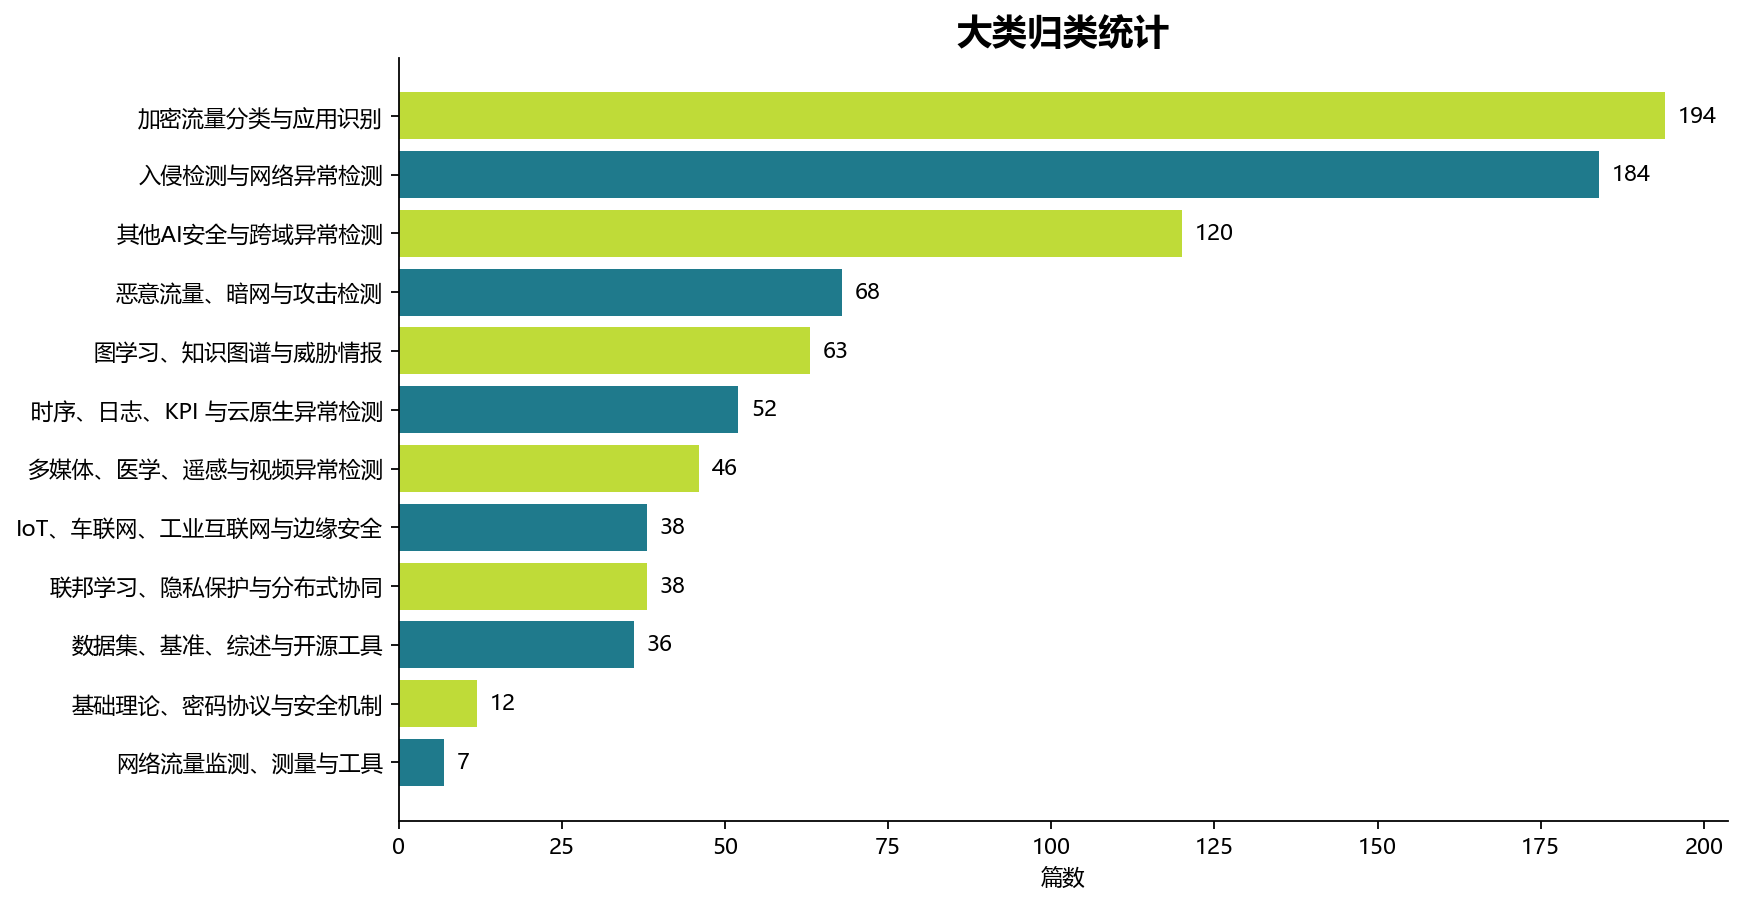 大类归类统计
加密流量分类与应用识别 194
入侵检测与网络异常检测 184
其他AI安全与跨域异常检测 120
恶意流量、暗网与攻击检测 68
图学习、知识图谱与威胁情报 63
时序、日志、KPI 与云原生异常检测 52
多媒体、医学、遥感与视频异常检测 46
IoT、车联网、工业互联网与边缘安全 38
联邦学习、隐私保护与分布式协同 38
数据集、基准、综述与开源工具 36
基础理论、密码协议与安全机制 12
网络流量监测、测量与工具 7
0 25 50 75 100 125 150 175 200
篇数